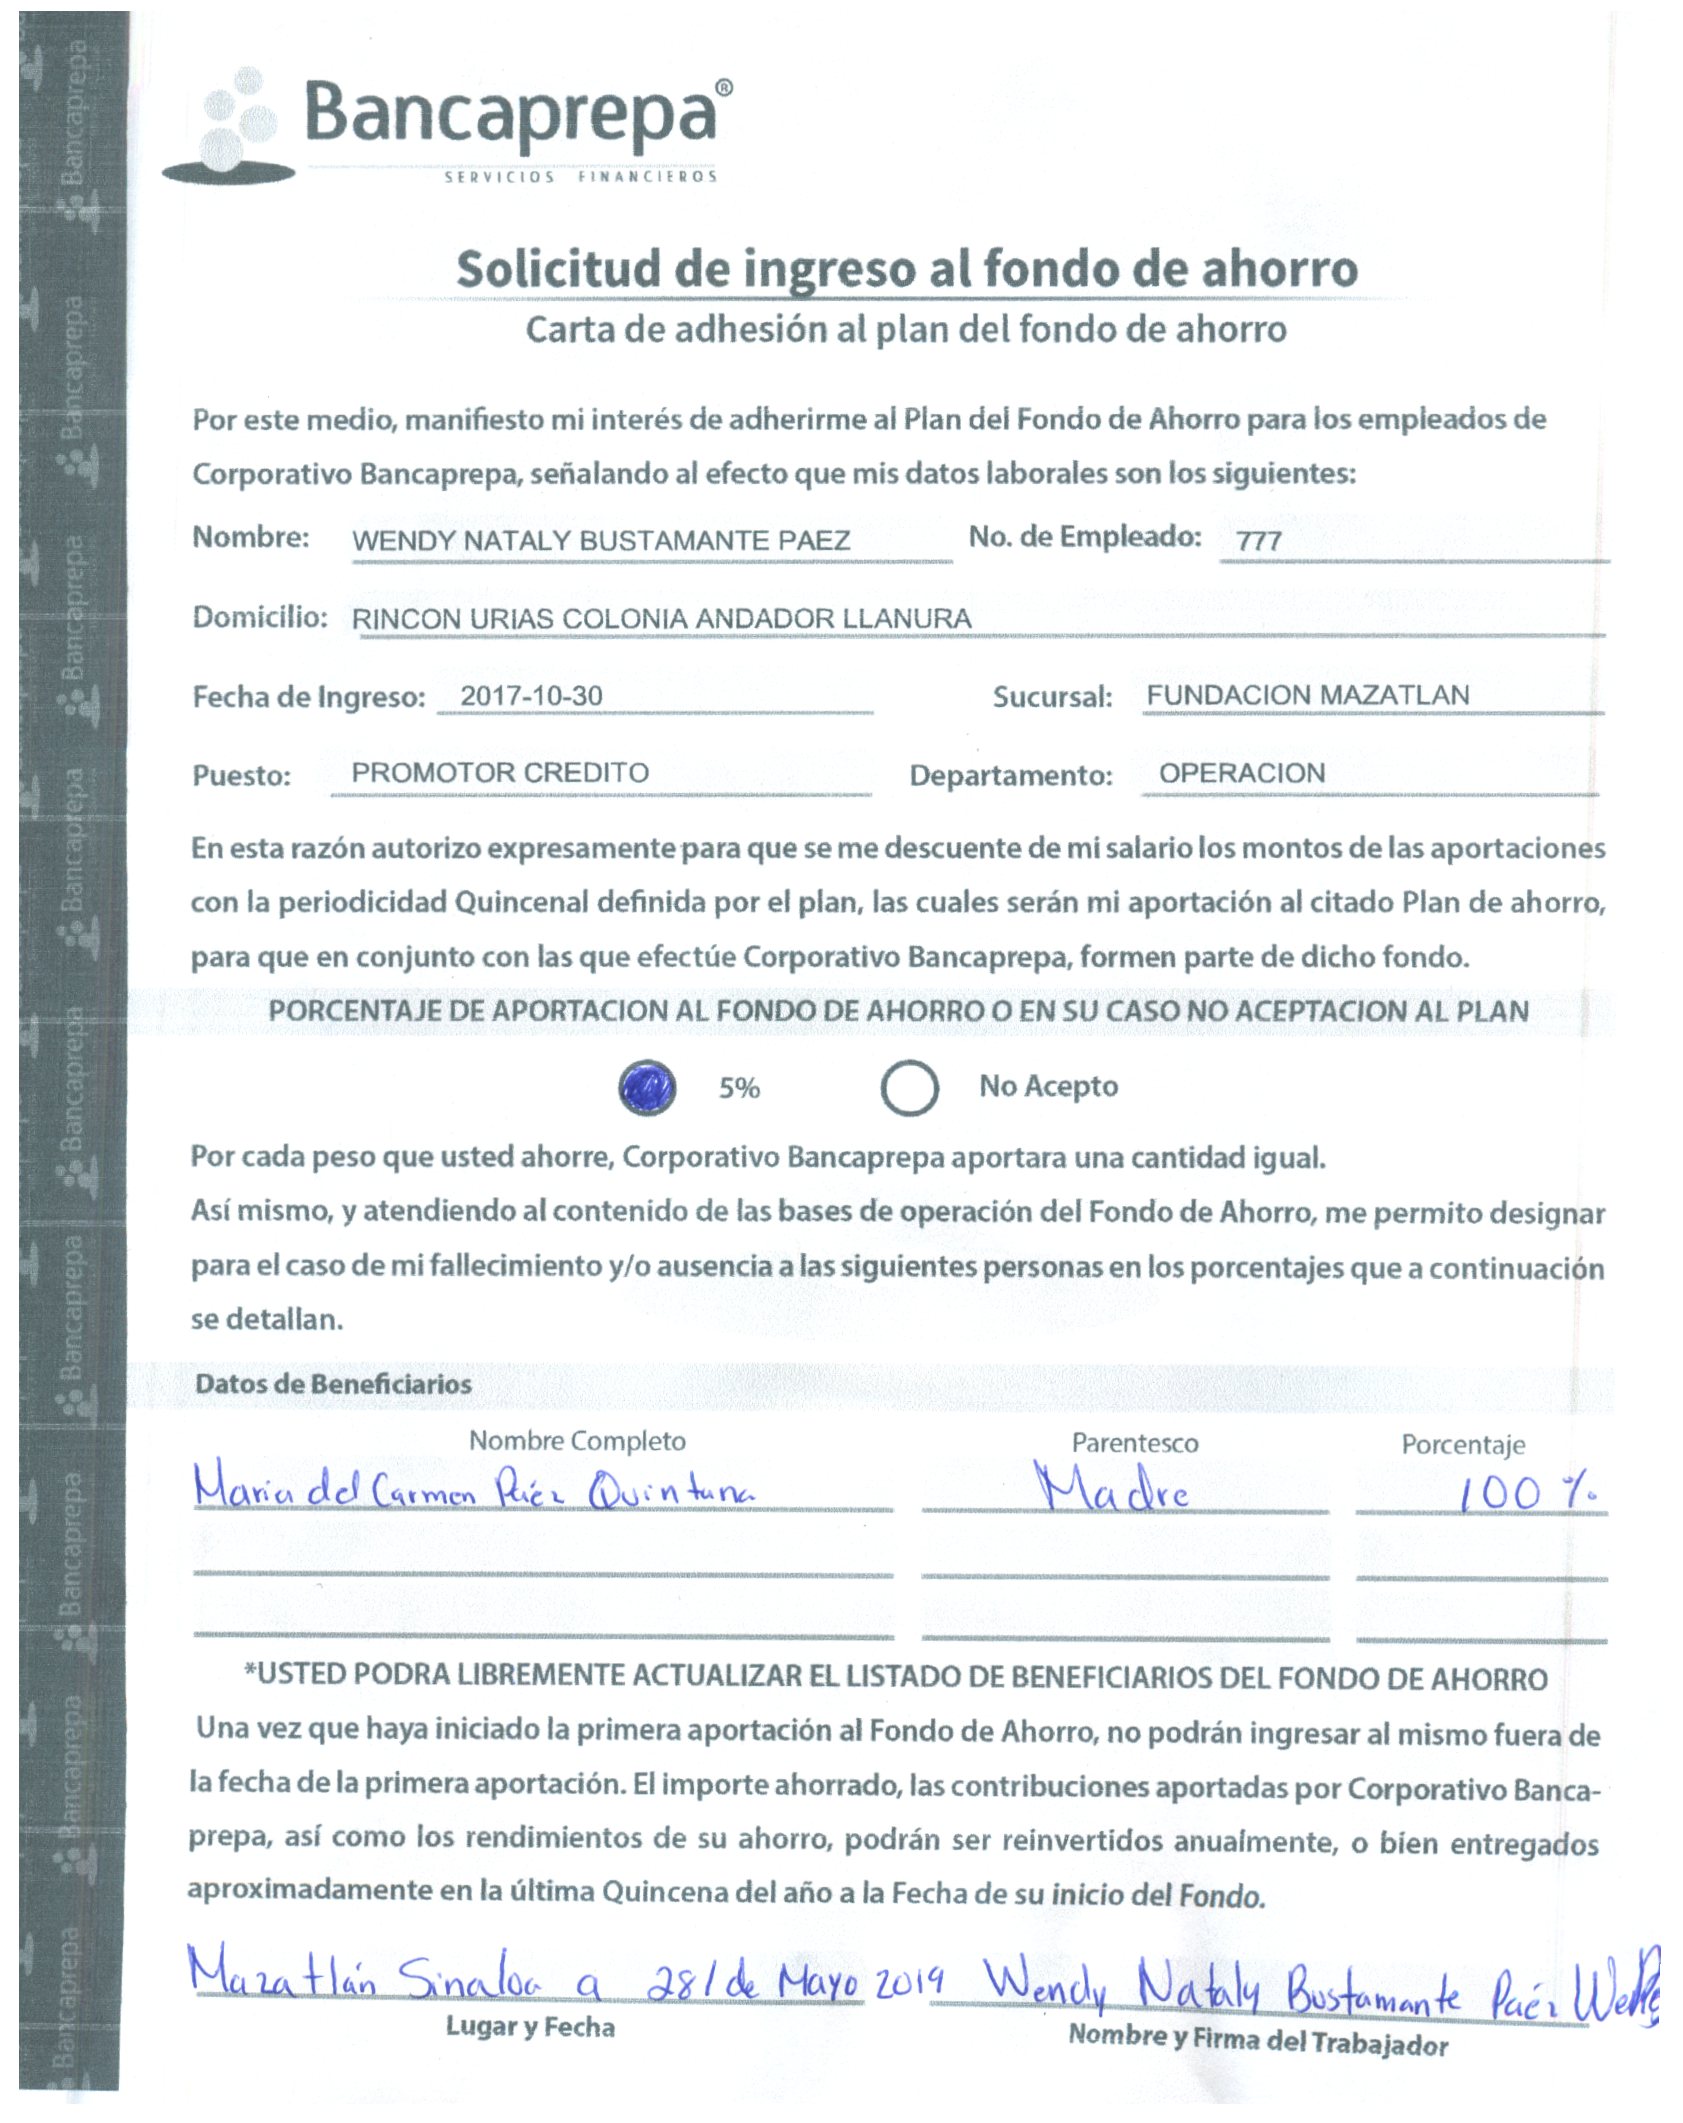 Bancaprepa®
SERVICIOS FINANCIEROS
Solicitud de ingreso al fondo de ahorro
Carta de adhesión al plan del fondo de ahorro
Por este medo, manifiesto mi interés de adherirme al Plan del Fondo de Ahorro para los empleados de
Corporativo Bancaprepa, señalando al efecto que mis datos laborales son los siguientes:
Nombre: WENDY NATALY BUSTAMANTE PAEZ No. de Empleado: 777
Domicilio: RINCON URIAS COLONIA ANDADOR LLANURA
Fecha de Ingreso: 2017-10-30 Sucursal: FUNDACION MAZATLAN
Puesto: PROMOTOR CREDITO Departamento: OPERACION
En esta razón autorizo expresamente para que se me descuente de mi salario los montos de las aportaciones
con la periodicidad Quincenal definida por el plan, las cuales serán mi aportación al citado Plan de ahorro,
para que en conjunto con las que efectúe Corporativo Bancaprepa, formen parte de dicho fondo.
PORCENTAJE DE APORTACION AL FONDO DE AHORRO O EN SU CASO NO ACEPTACION AL PLAN
5% No Acepto
Por cada peso que usted ahorre, Corporativo Bancaprepa aportara una cantidad igual.
Así mismo, y atendiendo al contenido de las bases de operación del Fondo de Ahorro, me permito designar
para el caso de mi fallecimiento y/o ausencia a las siguientes personas en los porcentajes que a continuación
se detallan.
Datos de Beneficiarios
Nombre Completo Parentesco Porcentaje
Maria del Carmen Páez Quintana Madre 100 %
*USTED PODRA LIBREMENTE ACTUALIZAR EL LISTADO DE BENEFICIARIOS DEL FONDO DE AHORRO
Una vez que haya iniciado la primera aportación al Fondo de Ahorro, no podrán ingresar al mismo fuera de
la fecha de la primera aportación. El importe ahorrado, las contribuciones aportadas por Corporativo Banca-
prepa, así como los rendimientos de su ahorro, podrán ser reinvertidos anualmente, o bien entregados
aproximadamente en la última Quincena del año a la Fecha de su inicio del Fondo.
Mazatlán Sinaloa a 28/de Mayo 2019 Wendy Nataly Bustamante Paéz
Lugar y Fecha Nombre y Firma del Trabajador
Bancaprepa
Bancaprepa
Bancaprepa
Bancaprepa
Bancaprepa
Bancaprepa
Bancaprepa
Bancaprepa
Bancaprepa